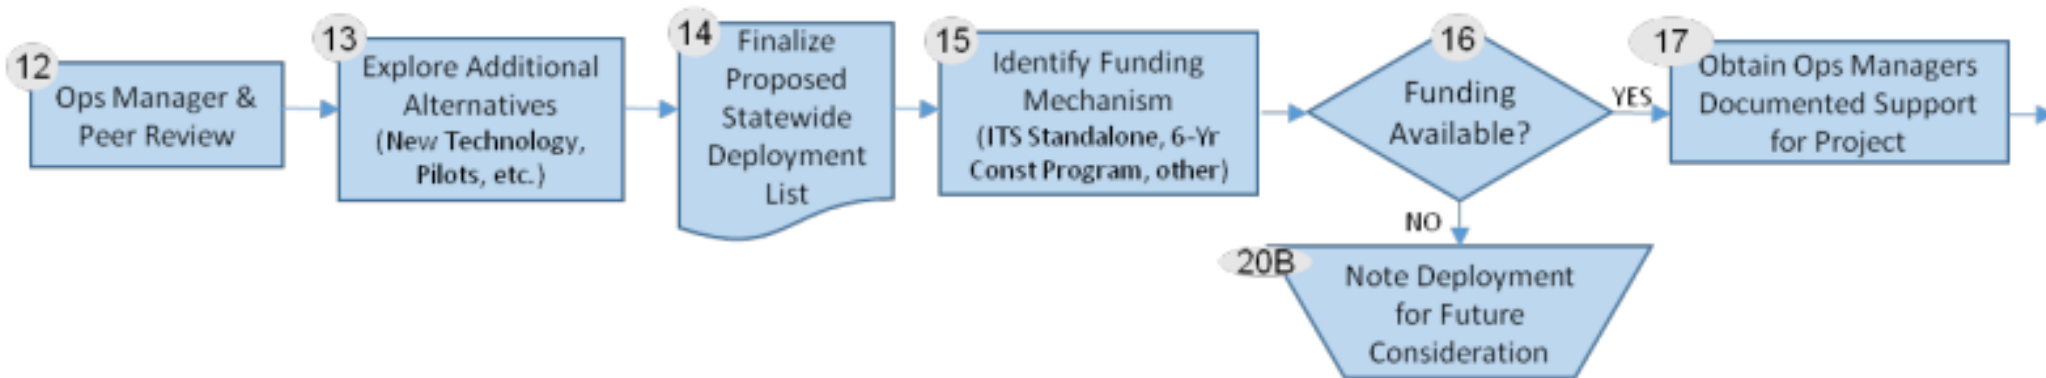 12
Ops Manager &
Peer Review
13
Explore Additional
Alternatives
(New Technology,
Pilots, etc.)
14
Finalize
Proposed
Statewide
Deployment
List
15
Identify Funding
Mechanism
(ITS Standalone, 6-Yr
Const Program, other)
16
Funding
Available?
YES
17
Obtain Ops Managers
Documented Support
for Project
NO
20B
Note Deployment
for Future
Consideration